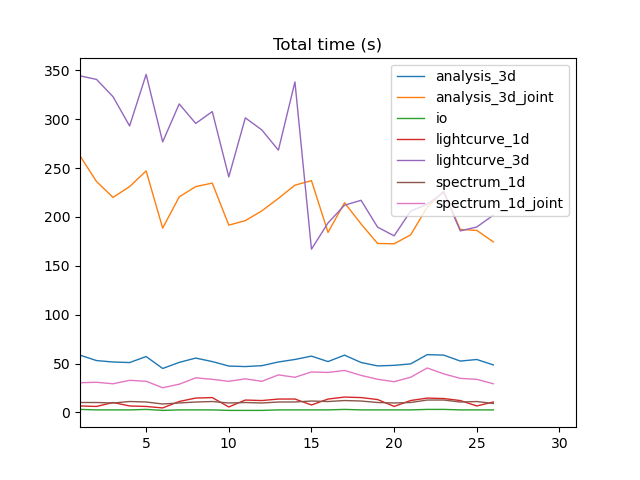 Total time (s)
350
300
250
200
150
100
50
0
analysis_3d
analysis_3d_joint
io
lightcurve_1d
lightcurve_3d
spectrum_1d
spectrum_1d_joint
5 10 15 20 25 30